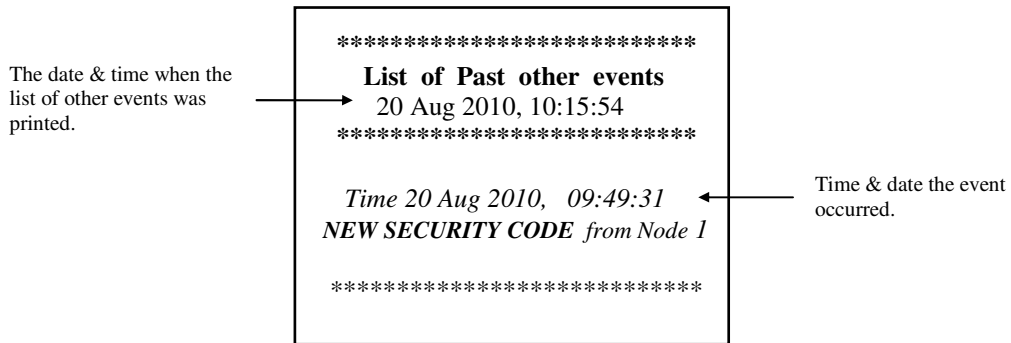 ***************************
List of Past other events
20 Aug 2010, 10:15:54
***************************
The date & time when the
list of other events was
printed.
Time 20 Aug 2010, 09:49:31
NEW SECURITY CODE from Node 1
Time & date the event
occurred.
****************************